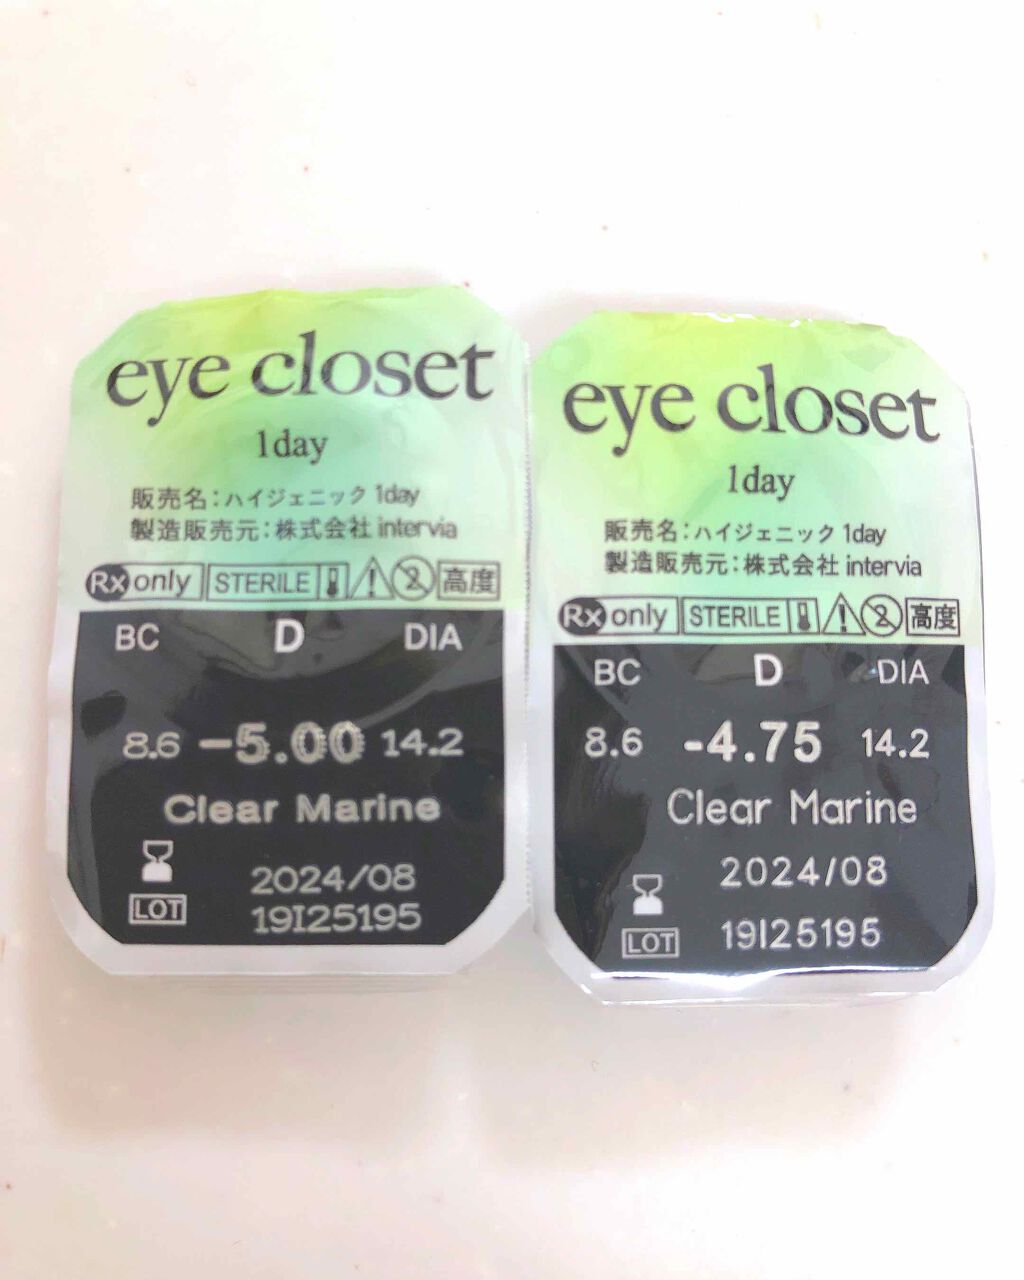 eye closet
1day
販売名：ハイジェニック 1day
製造販売元：株式会社 intervia
Rx only STERILE 2 高度
BC D DIA
8.6 -5.00 14.2
Clear Marine
2024/08
LOT 19I25195
eye closet
1day
販売名：ハイジェニック 1day
製造販売元：株式会社 intervia
Rx only STERILE 2 高度
BC D DIA
8.6 -4.75 14.2
Clear Marine
2024/08
LOT 19I25195